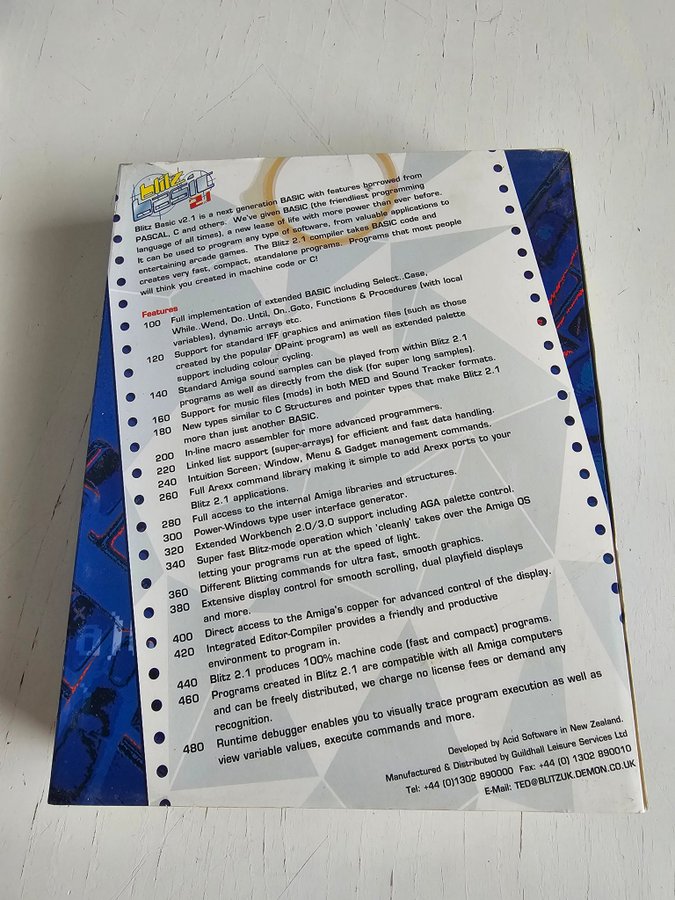 blitz
BASIC
2.1
Blitz Basic v2.1 is a next generation BASIC with features borrowed from
PASCAL, C and others. We've given BASIC (the friendliest programming
language of all times), a new lease of life with more power than ever before.
It can be used to program any type of software, from valuable applications to
entertaining arcade games. The Blitz 2.1 compiler takes BASIC code and
creates very fast, compact, standalone programs. Programs that most people
will think you created in machine code or C!
Features
100 Full implementation of extended BASIC including Select..Case,
While..Wend, Do..Until, On..Goto, Functions & Procedures (with local
variables), dynamic arrays etc.
120 Support for standard IFF graphics and animation files (such as those
created by the popular DPaint program) as well as extended palette
support including colour cycling.
140 Standard Amiga sound samples can be played from within Blitz 2.1
programs as well as directly from the disk (for super long samples).
160 Support for music files (mods) in both MED and Sound Tracker formats.
180 New types similar to C Structures and pointer types that make Blitz 2.1
more than just another BASIC.
200 In-line macro assembler for more advanced programmers.
220 Linked list support (super-arrays) for efficient and fast data handling.
240 Intuition Screen, Window, Menu & Gadget management commands.
260 Full Arexx command library making it simple to add Arexx ports to your
Blitz 2.1 applications.
280 Full access to the internal Amiga libraries and structures.
300 Power-Windows type user interface generator.
320 Extended Workbench 2.0/3.0 support including AGA palette control.
340 Super fast Blitz-mode operation which 'cleanly' takes over the Amiga OS
letting your programs run at the speed of light.
360 Different Blitting commands for ultra fast, smooth graphics.
380 Extensive display control for smooth scrolling, dual playfield displays
and more.
400 Direct access to the Amiga's copper for advanced control of the display.
420 Integrated Editor-Compiler provides a friendly and productive
environment to program in.
440 Blitz 2.1 produces 100% machine code (fast and compact) programs.
460 Programs created in Blitz 2.1 are compatible with all Amiga computers
and can be freely distributed, we charge no license fees or demand any
recognition.
480 Runtime debugger enables you to visually trace program execution as well as
view variable values, execute commands and more.
Developed by Acid Software in New Zealand.
Manufactured & Distributed by Guildhall Leisure Services Ltd
Tel: +44 (0)1302 890000 Fax: +44 (0) 1302 890010
E-Mail: TED@BLITZUK.DEMON.CO.UK